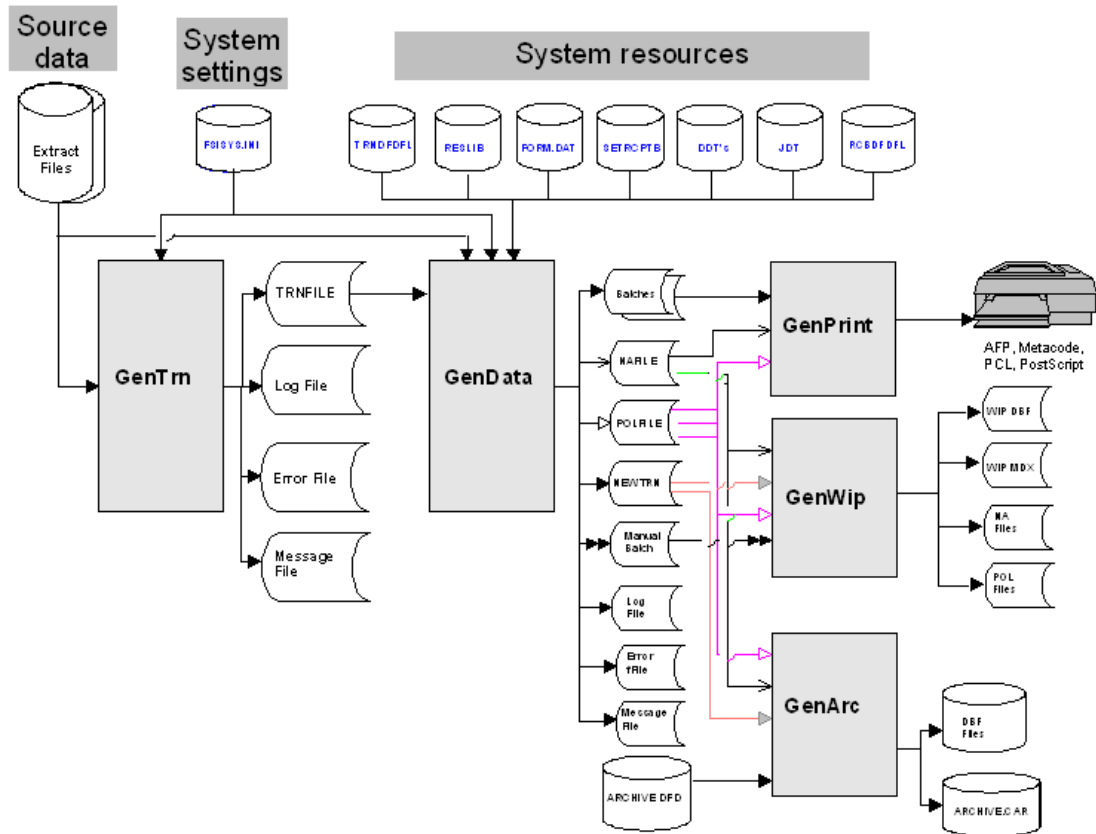 Source
data
System
settings
System resources
Extract
Files
FSISYS.INI
TRNDFDFL
RESLIB
FORM.DAT
SETRCPTB
DDT's
JDT
RCBDFDFL
GenTrn
TRNFILE
Log File
Error File
Message
File
GenData
Batches
NAFILE
POLFILE
NEWTRN
Manual
Batch
Log
File
Error
fFile
Message
File
ARCHIVE.DFD
GenPrint
AFP, Metacode,
PCL, PostScript
GenWip
WIP DBF
WIP MDX
NA
Files
POL
Files
GenArc
DBF
Files
ARCHIVE.CAR